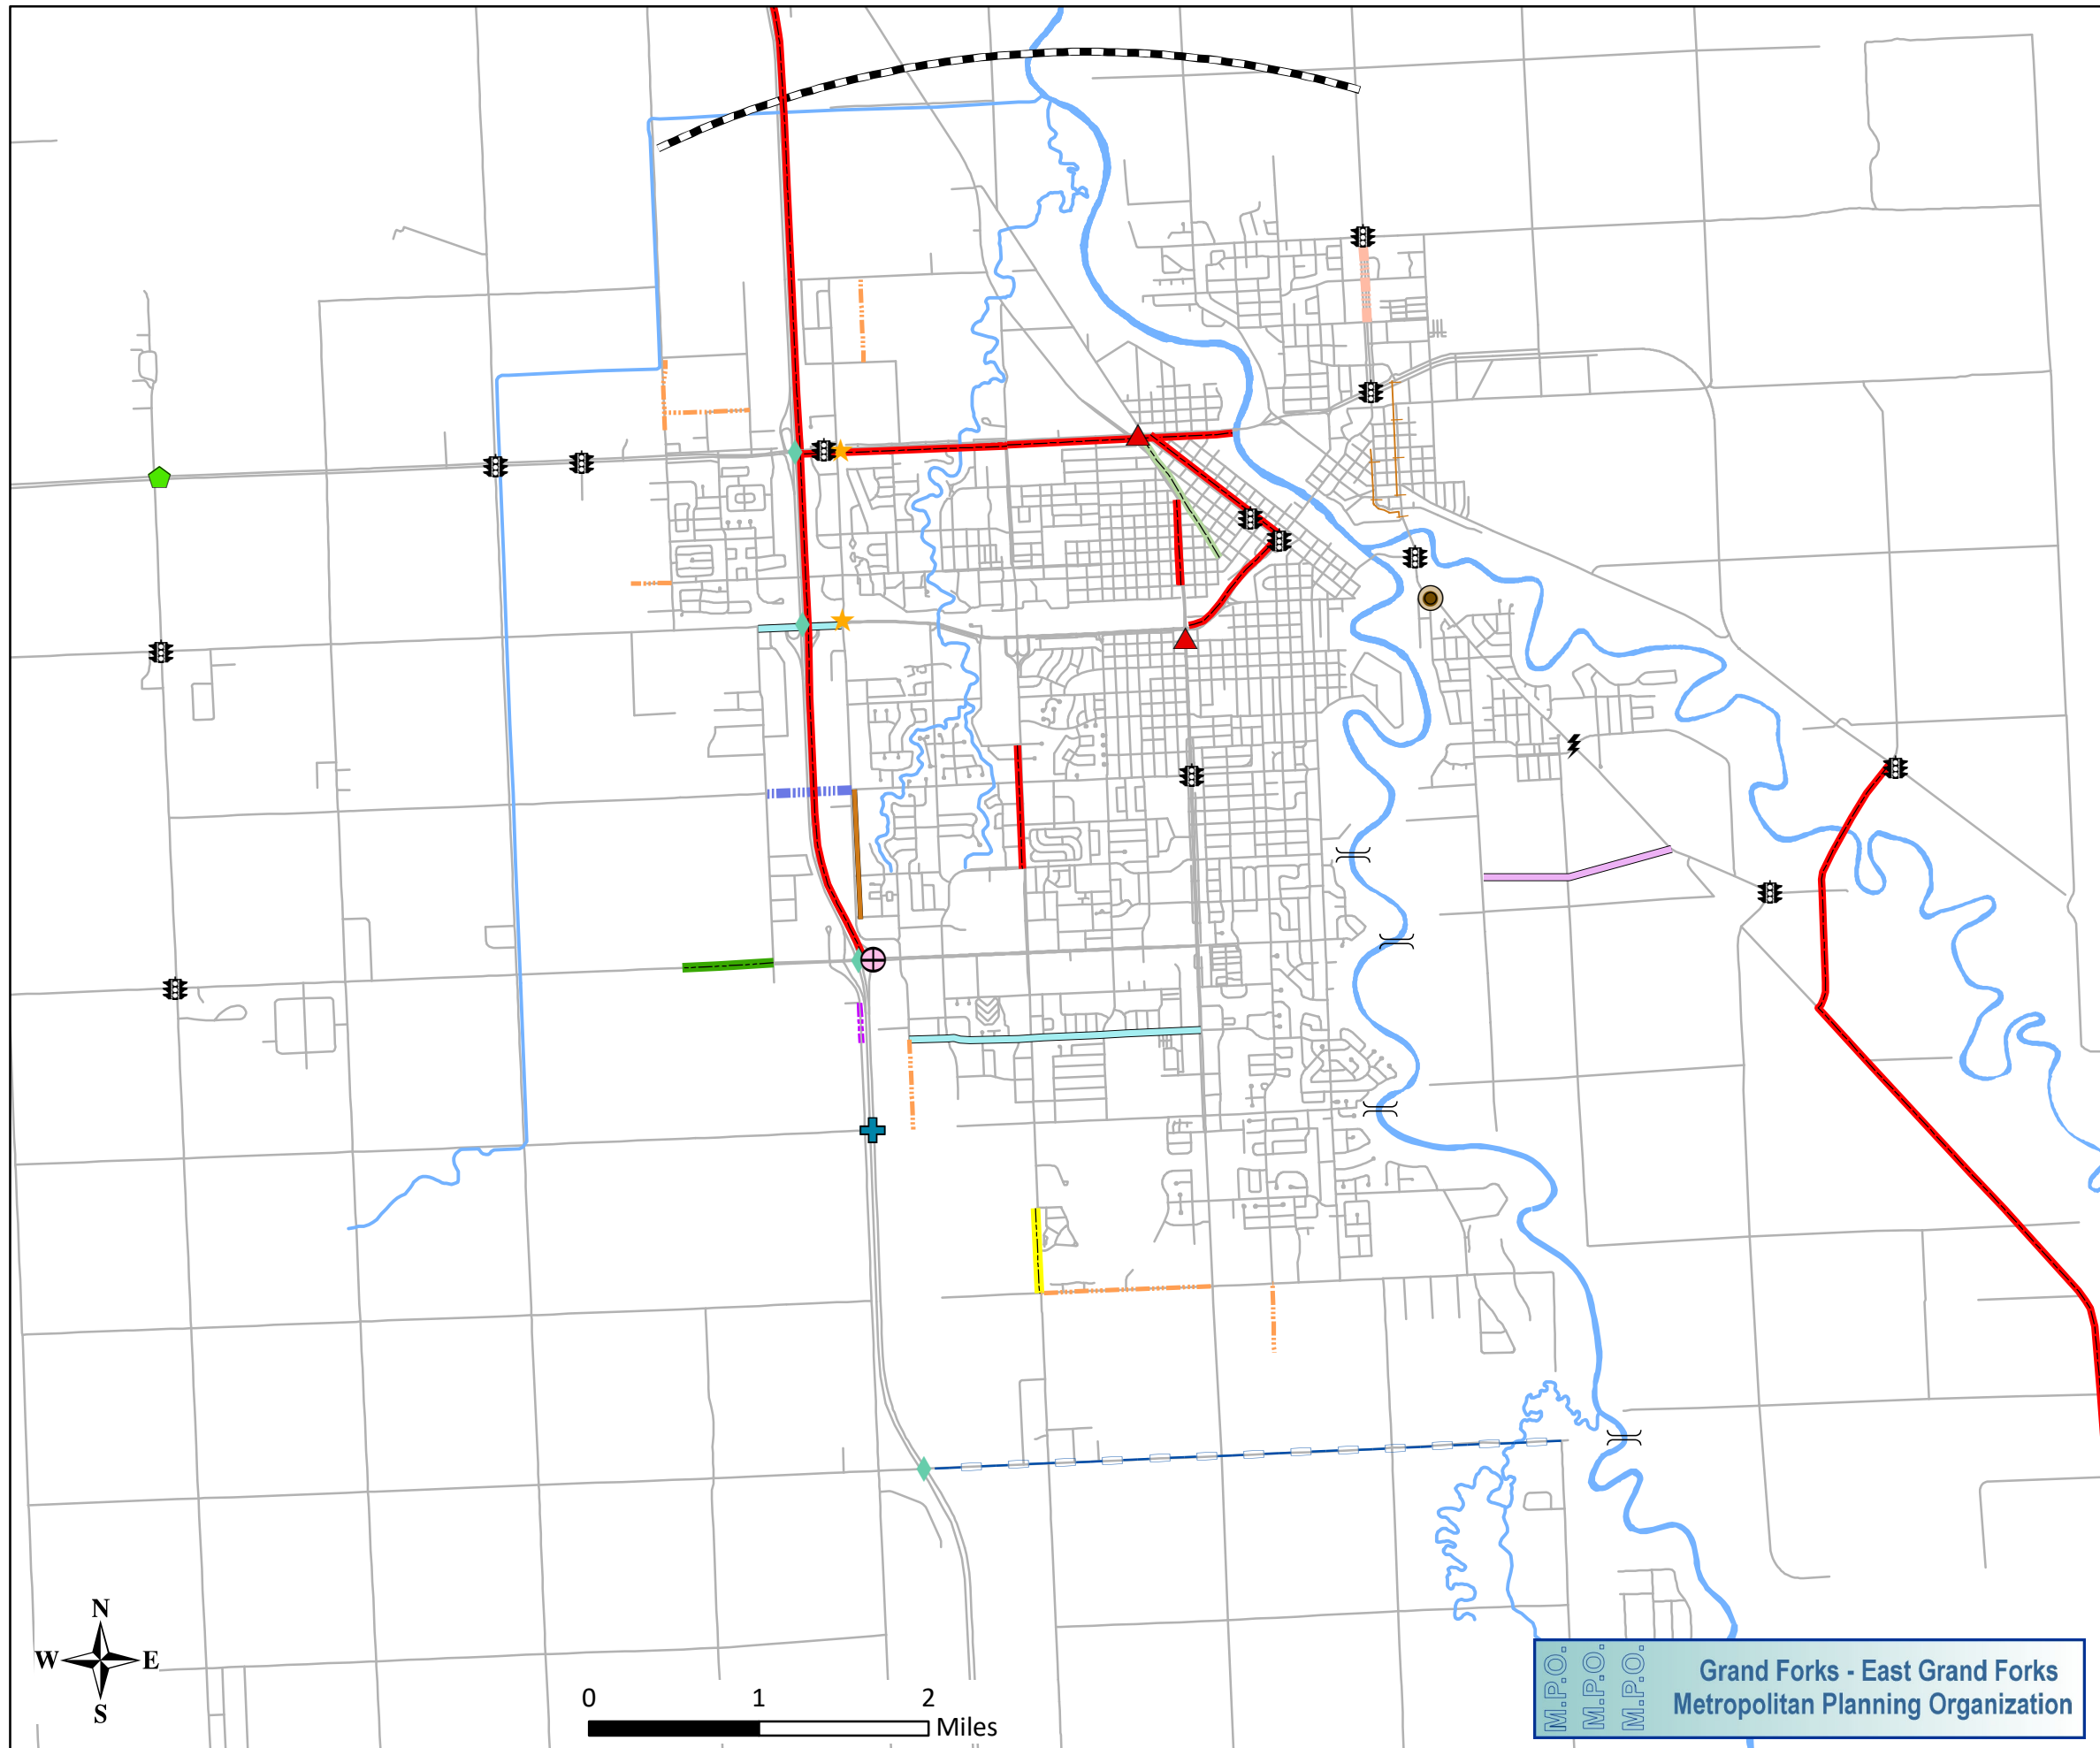 N
W E
S
0 1 2
Miles
M.P.O.
M.P.O.
M.P.O.
Grand Forks - East Grand Forks
Metropolitan Planning Organization